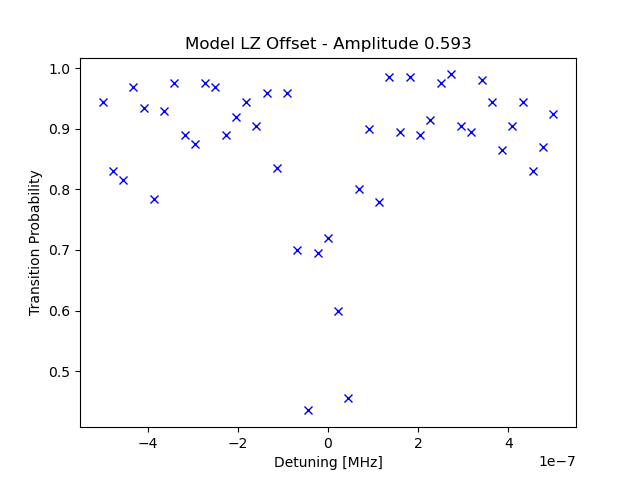 Model LZ Offset - Amplitude 0.593
1.0
0.9
0.8
0.7
0.6
0.5
Transition Probability
−4
−2
0
2
4
1e−7
Detuning [MHz]